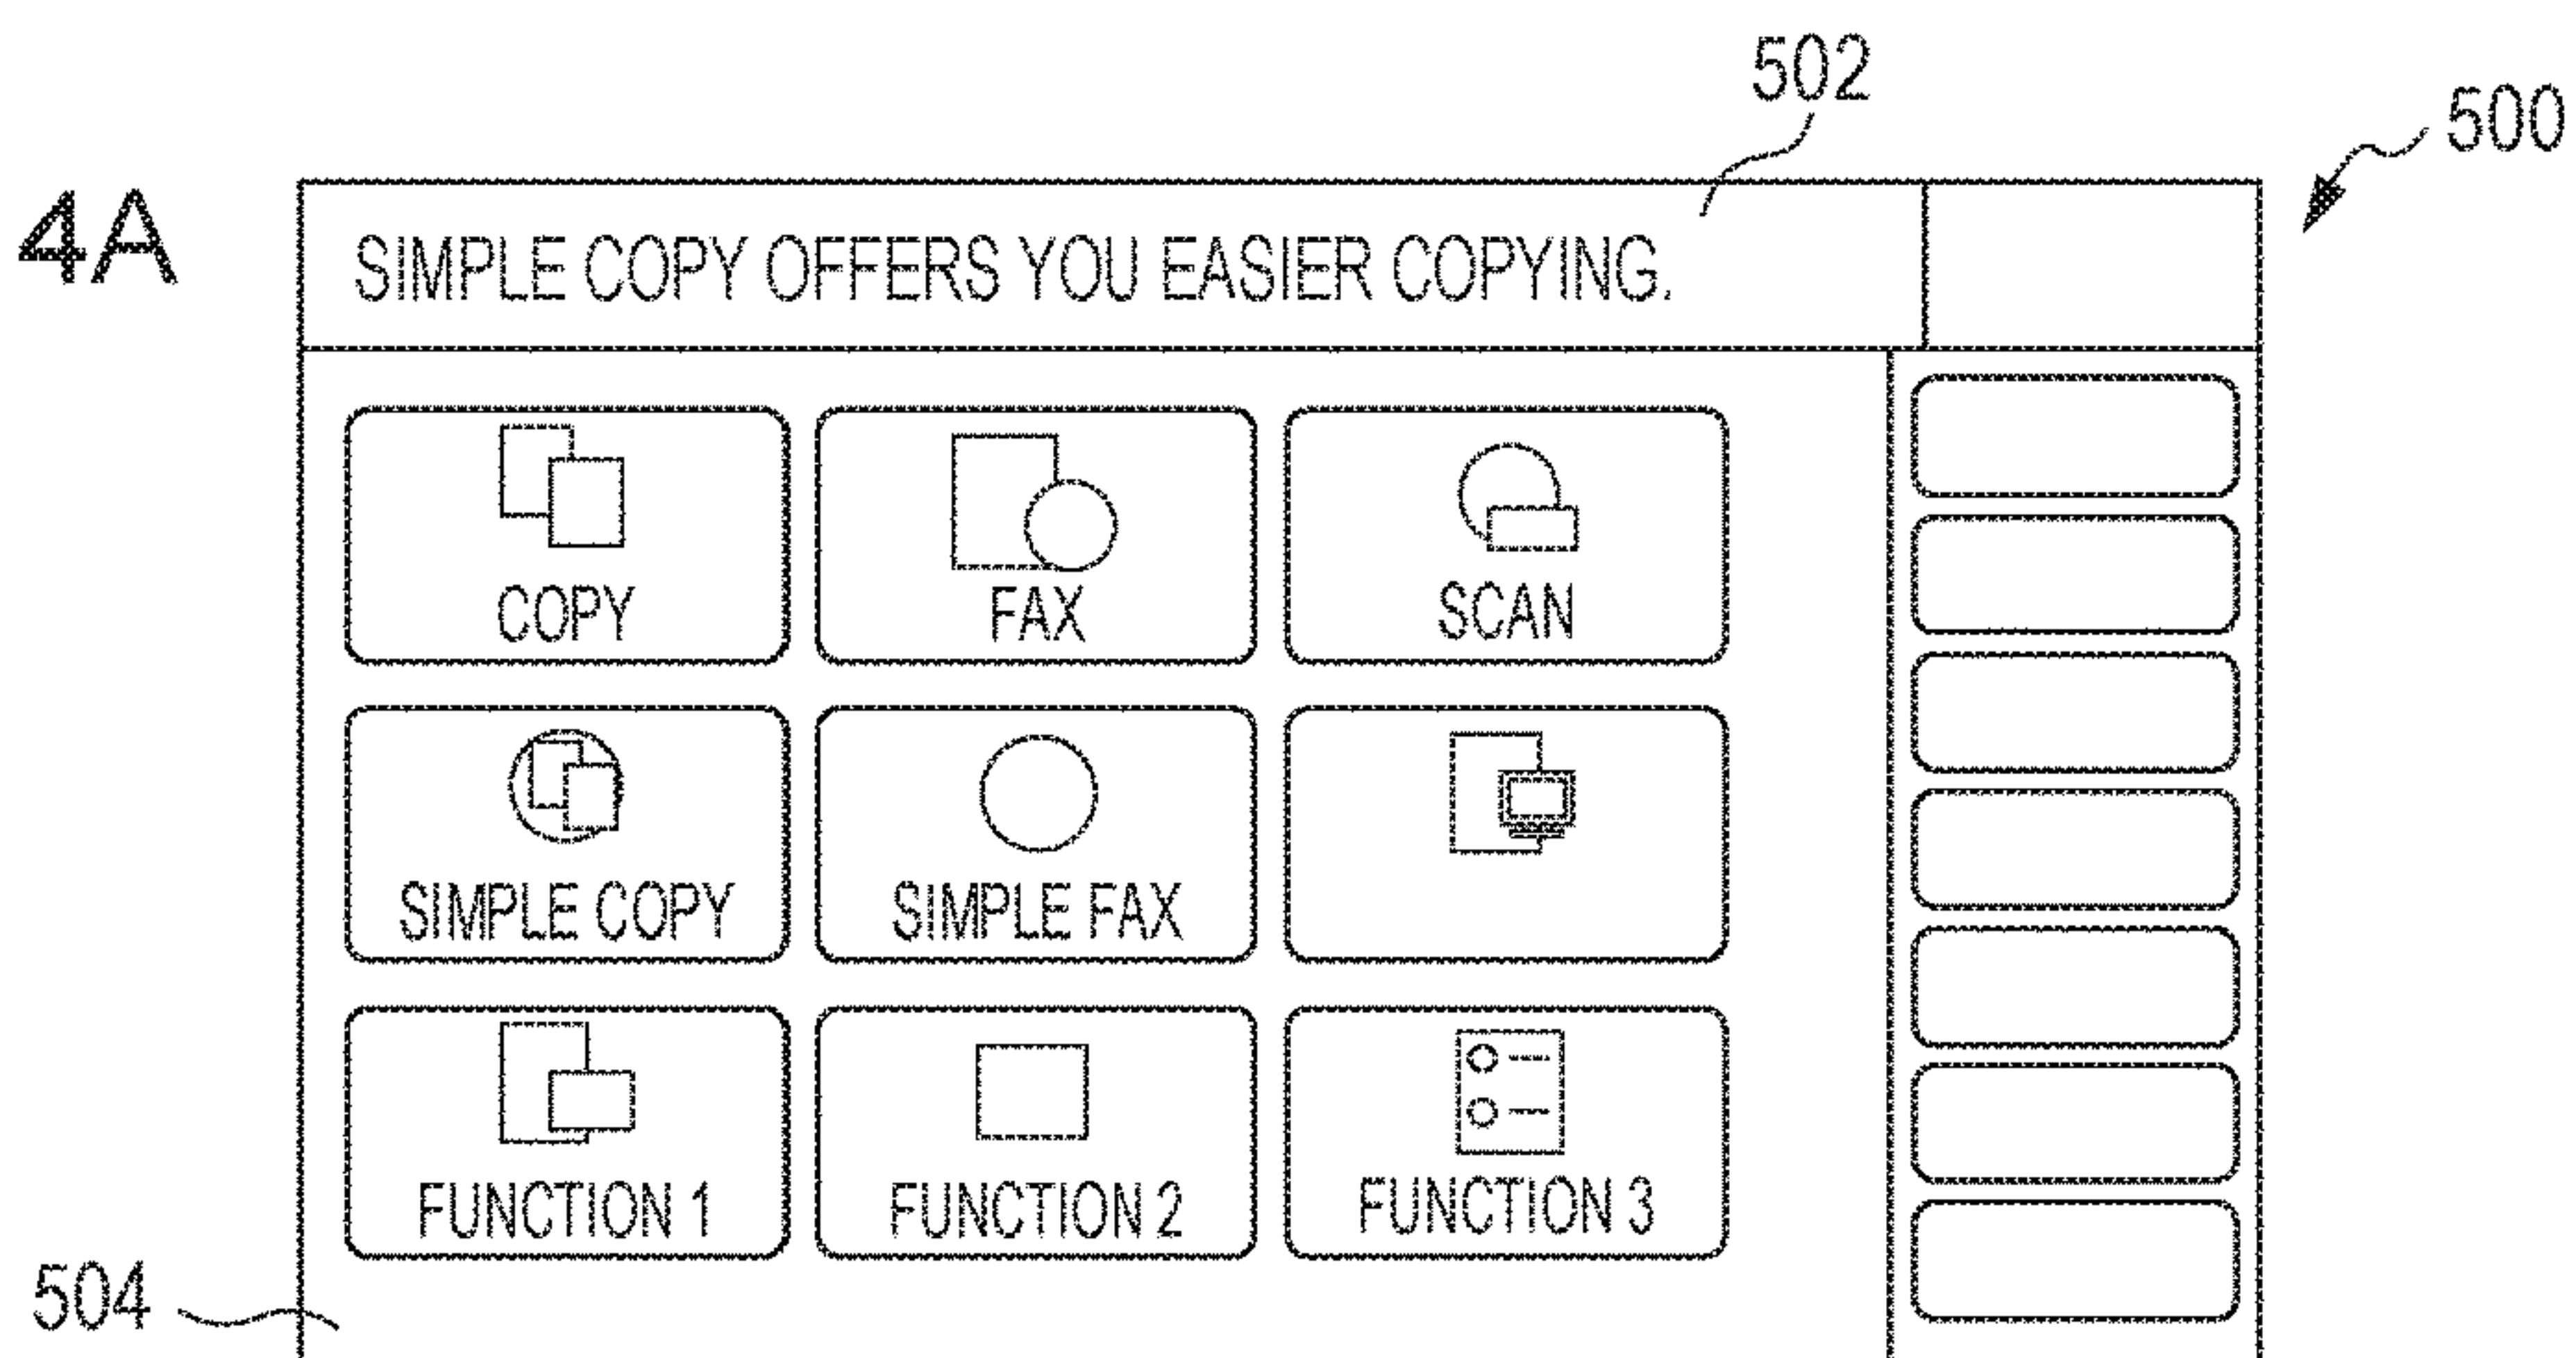 502
500
4A
SIMPLE COPY OFFERS YOU EASIER COPYING.
COPY
FAX
SCAN
SIMPLE COPY
SIMPLE FAX
FUNCTION 1
FUNCTION 2
FUNCTION 3
504